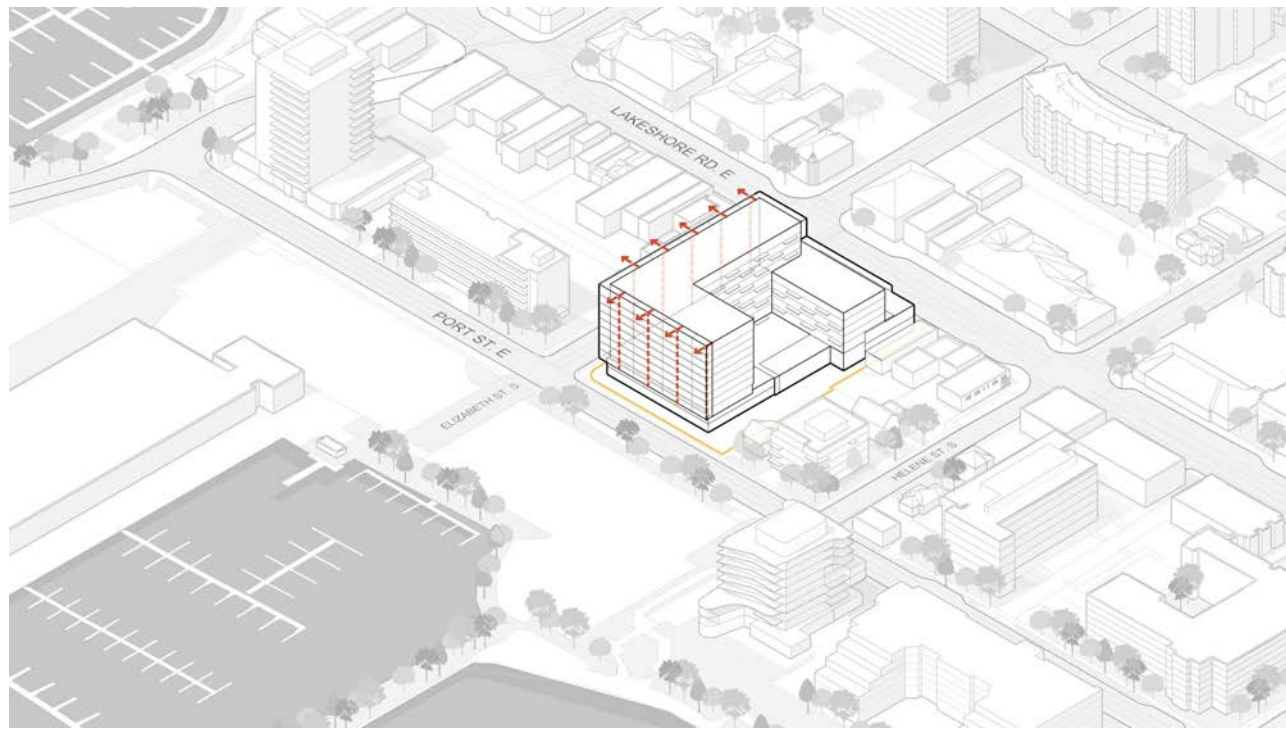 LAKESHORE RD. E
PORT ST. E
ELIZABETH ST. S
HELENE ST. S